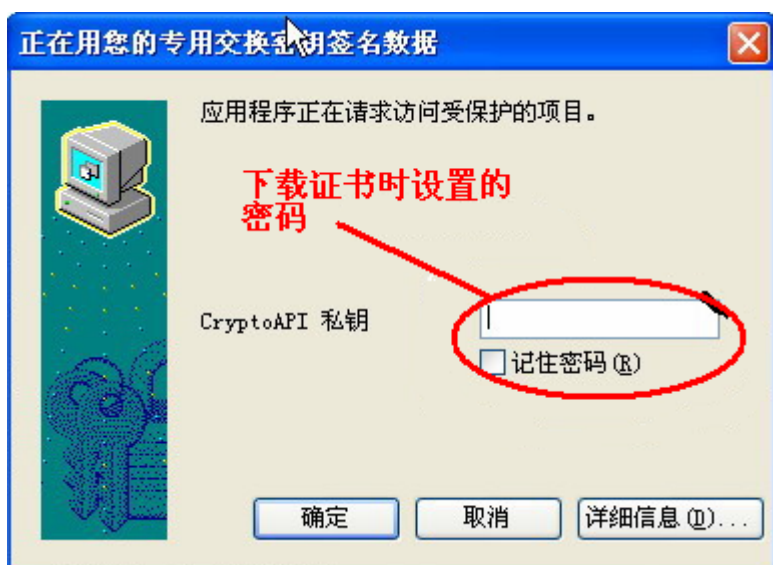 正在用您的专用交换密钥签名数据
应用程序正在请求访问受保护的项目。
下载证书时设置的
密码
CryptoAPI 私钥
记住密码(R)
确定
取消
详细信息(D)...